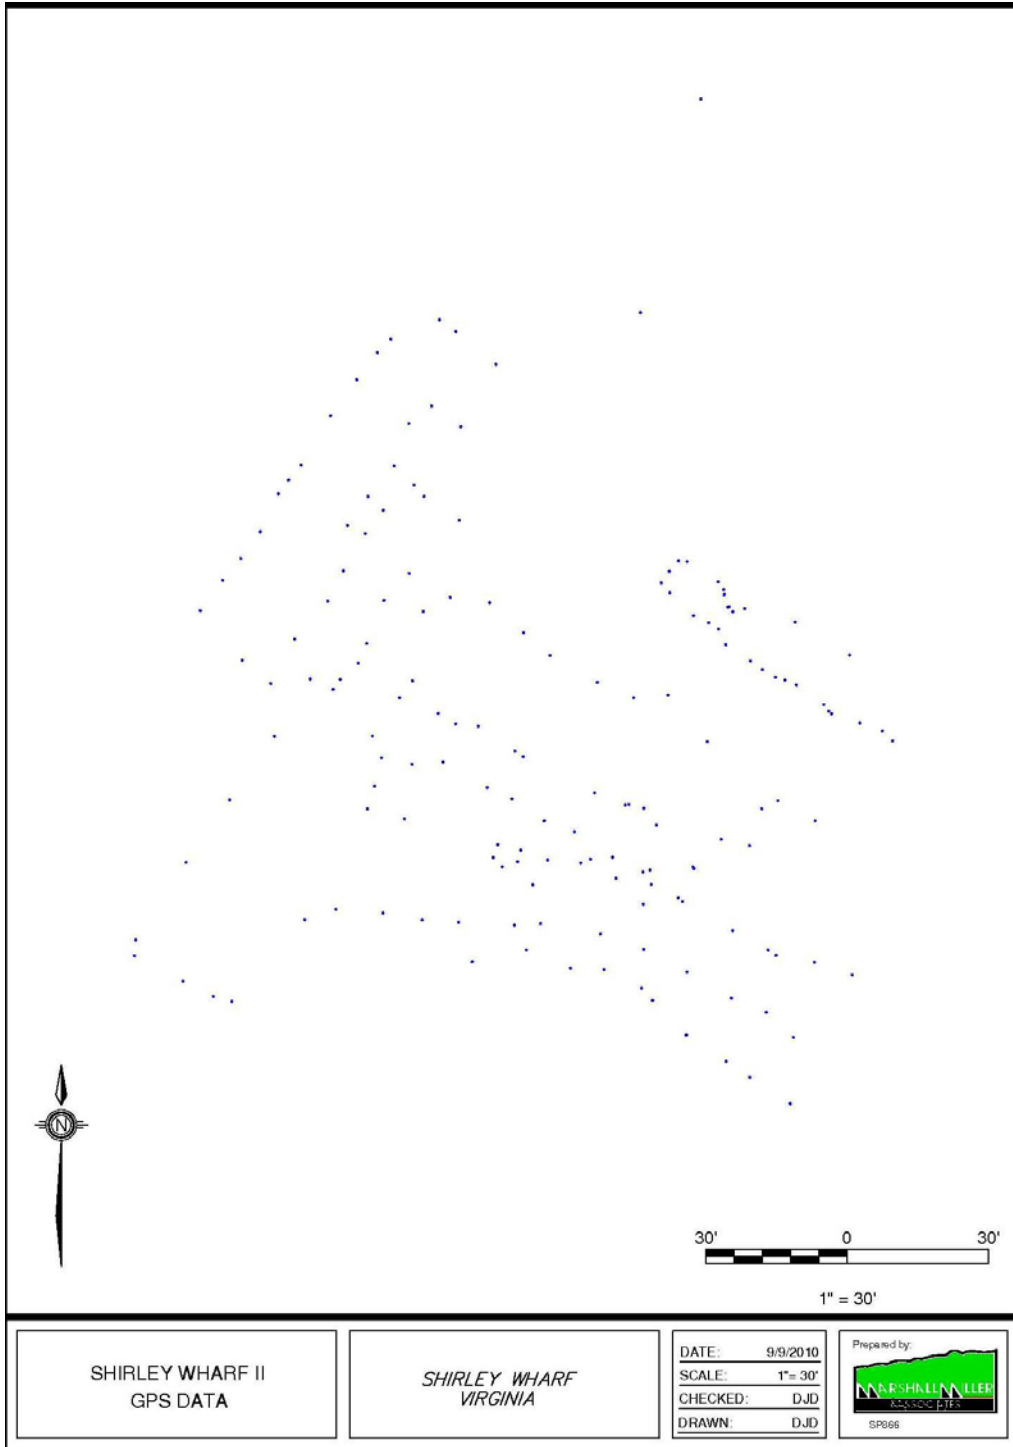 N
30' 0 30'
1" = 30'
SHIRLEY WHARF II
GPS DATA
SHIRLEY WHARF
VIRGINIA
DATE: 9/9/2010
SCALE: 1"= 30'
CHECKED: DJD
DRAWN: DJD
Prepared by:
MARSHALL MILLER
& ASSOCIATES
SP866